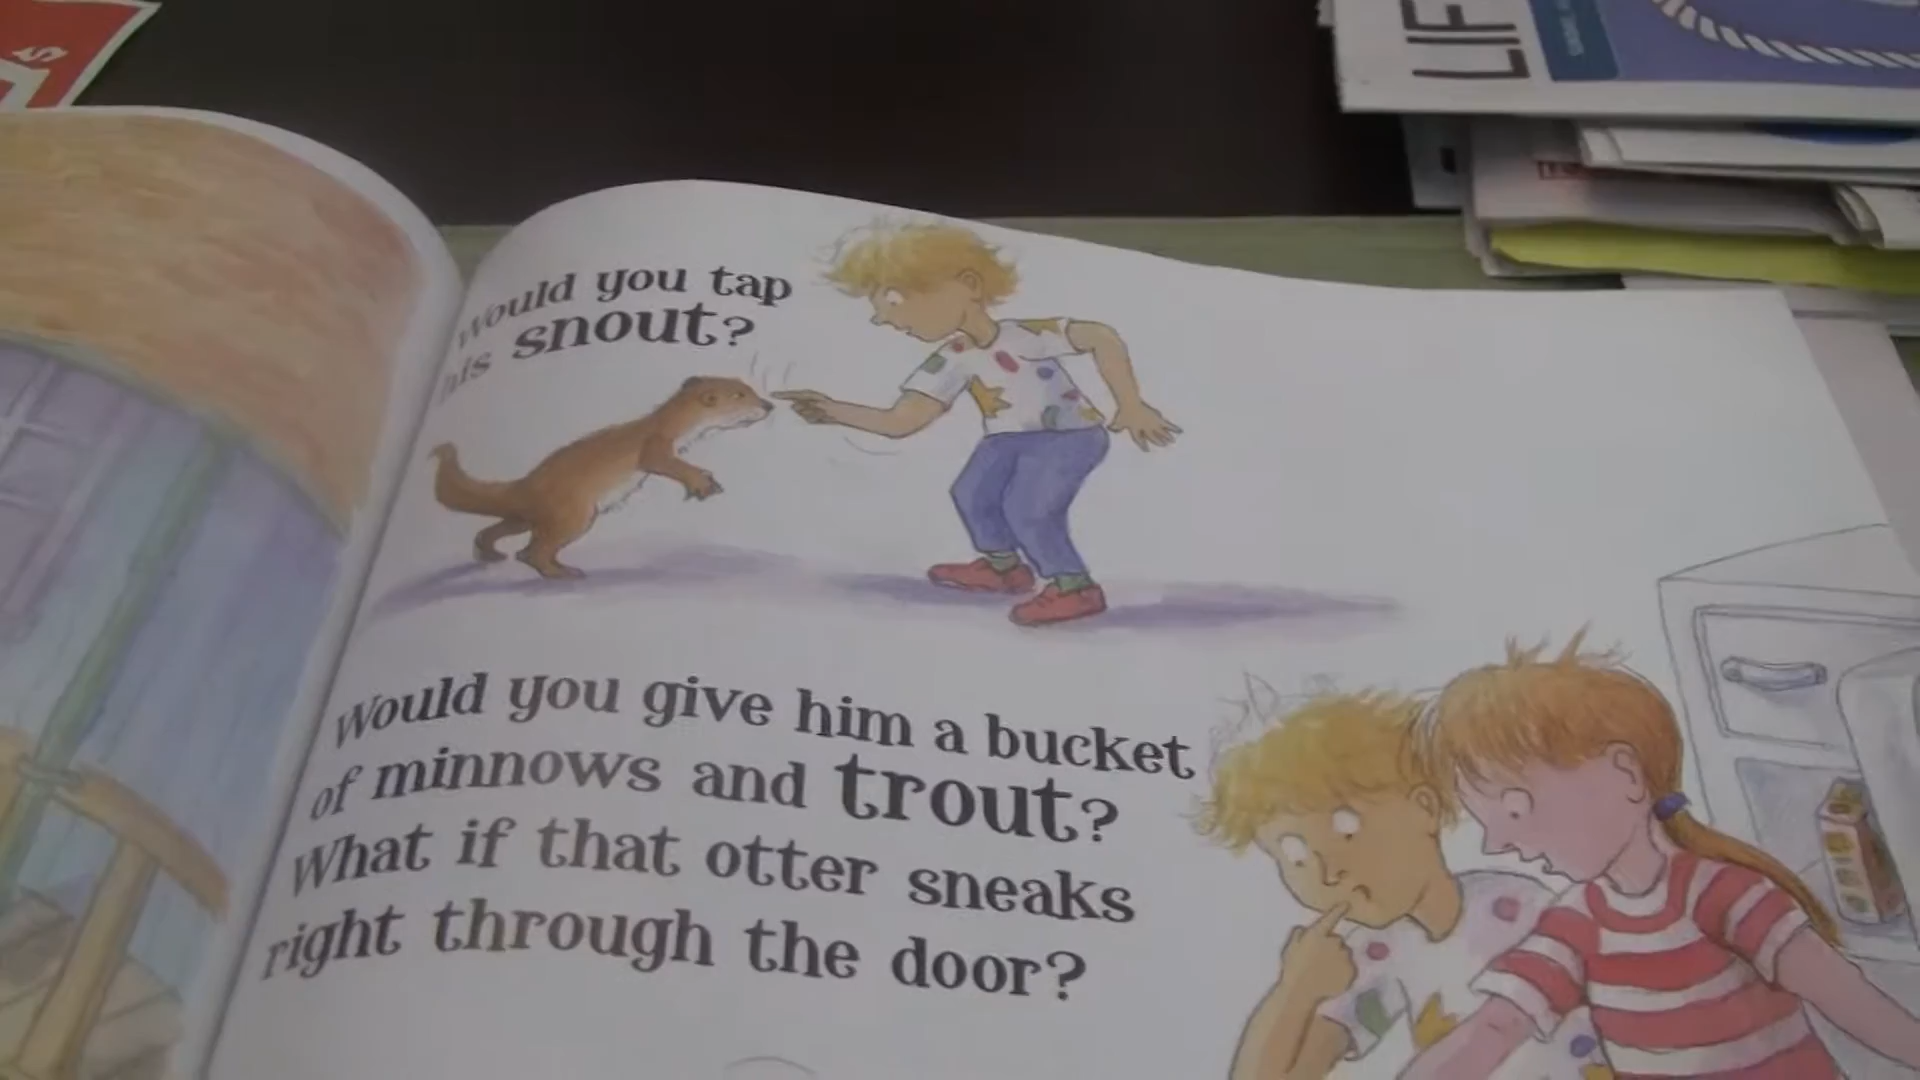 Would you tap
his snout?
Would you give him a bucket
of minnows and trout?
What if that otter sneaks
right through the door?
LIF